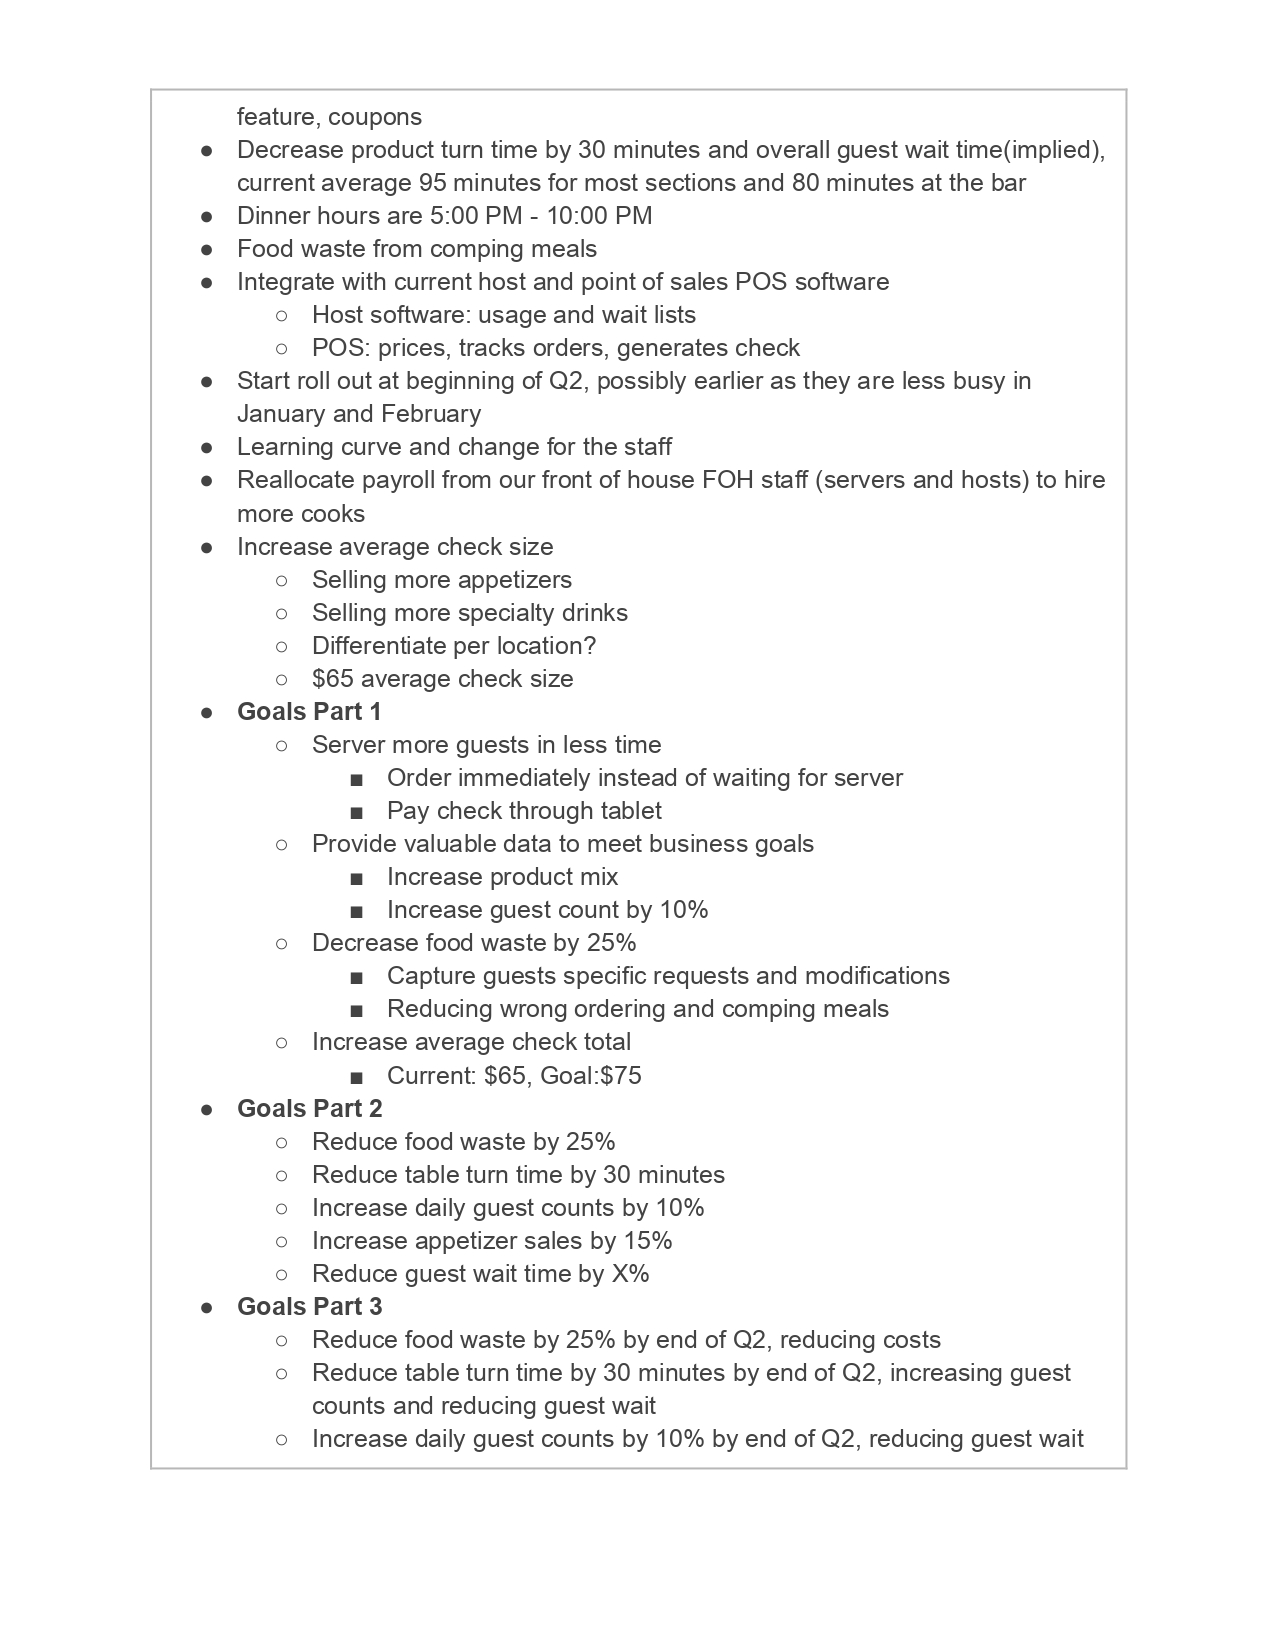 feature, coupons
● Decrease product turn time by 30 minutes and overall guest wait time(implied),
current average 95 minutes for most sections and 80 minutes at the bar
● Dinner hours are 5:00 PM - 10:00 PM
● Food waste from comping meals
● Integrate with current host and point of sales POS software
○ Host software: usage and wait lists
○ POS: prices, tracks orders, generates check
● Start roll out at beginning of Q2, possibly earlier as they are less busy in
January and February
● Learning curve and change for the staff
● Reallocate payroll from our front of house FOH staff (servers and hosts) to hire
more cooks
● Increase average check size
○ Selling more appetizers
○ Selling more specialty drinks
○ Differentiate per location?
○ $65 average check size
● Goals Part 1
○ Server more guests in less time
■ Order immediately instead of waiting for server
■ Pay check through tablet
○ Provide valuable data to meet business goals
■ Increase product mix
■ Increase guest count by 10%
○ Decrease food waste by 25%
■ Capture guests specific requests and modifications
■ Reducing wrong ordering and comping meals
○ Increase average check total
■ Current: $65, Goal:$75
● Goals Part 2
○ Reduce food waste by 25%
○ Reduce table turn time by 30 minutes
○ Increase daily guest counts by 10%
○ Increase appetizer sales by 15%
○ Reduce guest wait time by X%
● Goals Part 3
○ Reduce food waste by 25% by end of Q2, reducing costs
○ Reduce table turn time by 30 minutes by end of Q2, increasing guest
counts and reducing guest wait
○ Increase daily guest counts by 10% by end of Q2, reducing guest wait